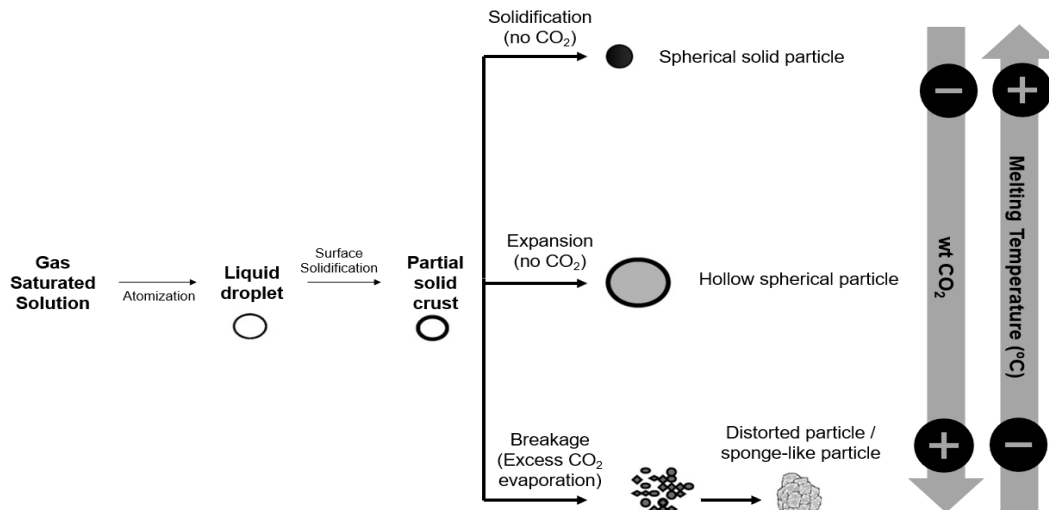 Solidification
(no CO₂)
Spherical solid particle
Gas
Saturated
Solution
Atomization
Liquid
droplet
Surface
Solidification
Partial
solid
crust
Expansion
(no CO₂)
Hollow spherical particle
Breakage
(Excess CO₂
evaporation)
Distorted particle /
sponge-like particle
−
+
wt CO₂
Melting Temperature (ºC)
+
−